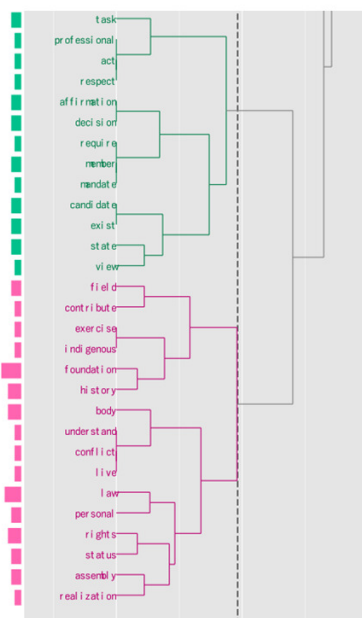 task
professional
act
respect
affirmation
decision
require
member
mandate
candidate
exist
state
view
field
contribute
exercise
indigenous
foundation
history
body
understand
conflict
live
law
personal
rights
status
assembly
realization